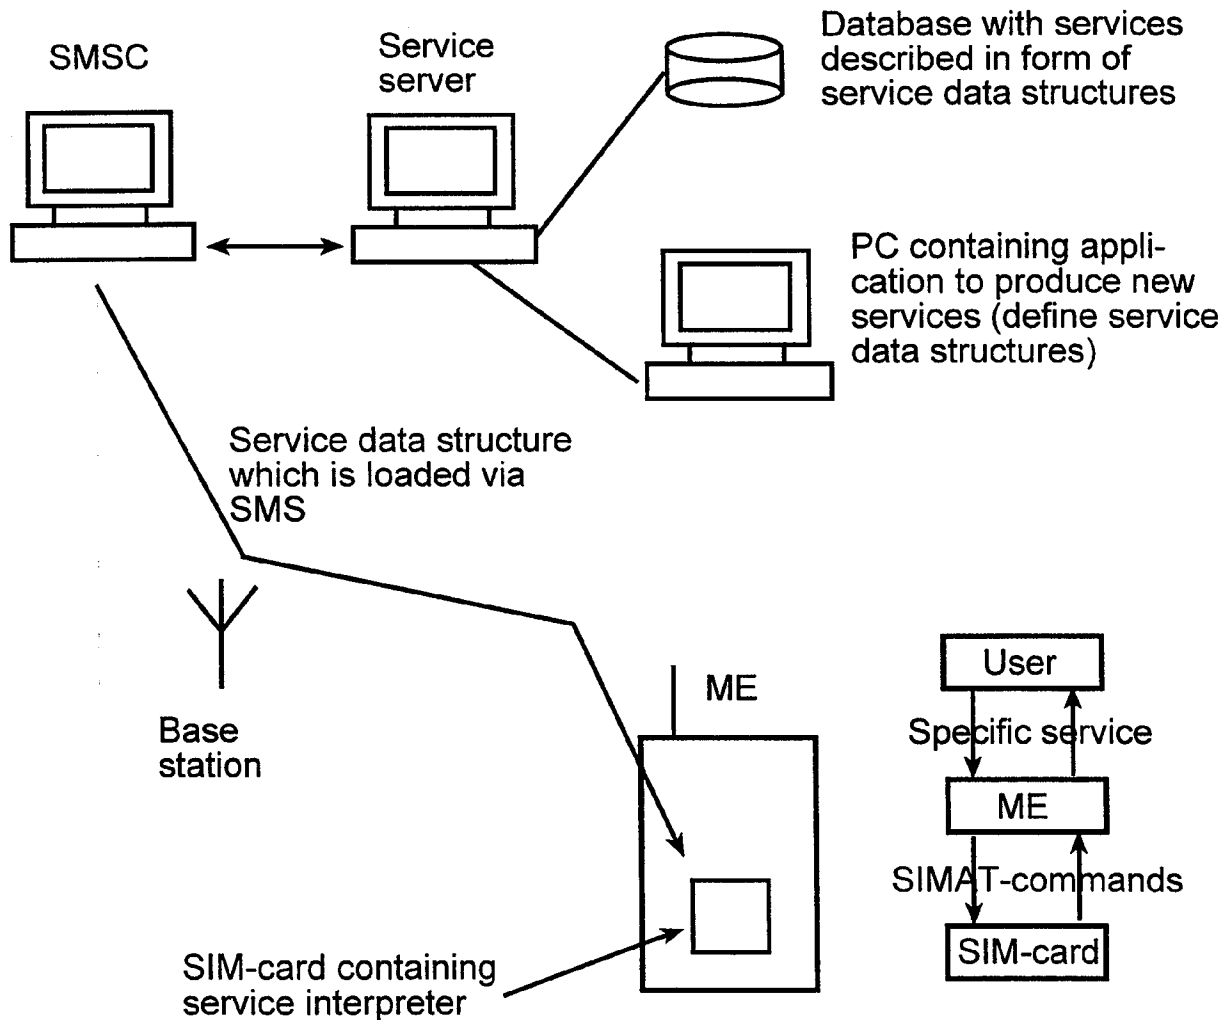 SMSC
Service
server
Database with services
described in form of
service data structures
PC containing appli-
cation to produce new
services (define service
data structures)
Service data structure
which is loaded via
SMS
Base
station
ME
SIM-card containing
service interpreter
User
Specific service
ME
SIMAT-commands
SIM-card